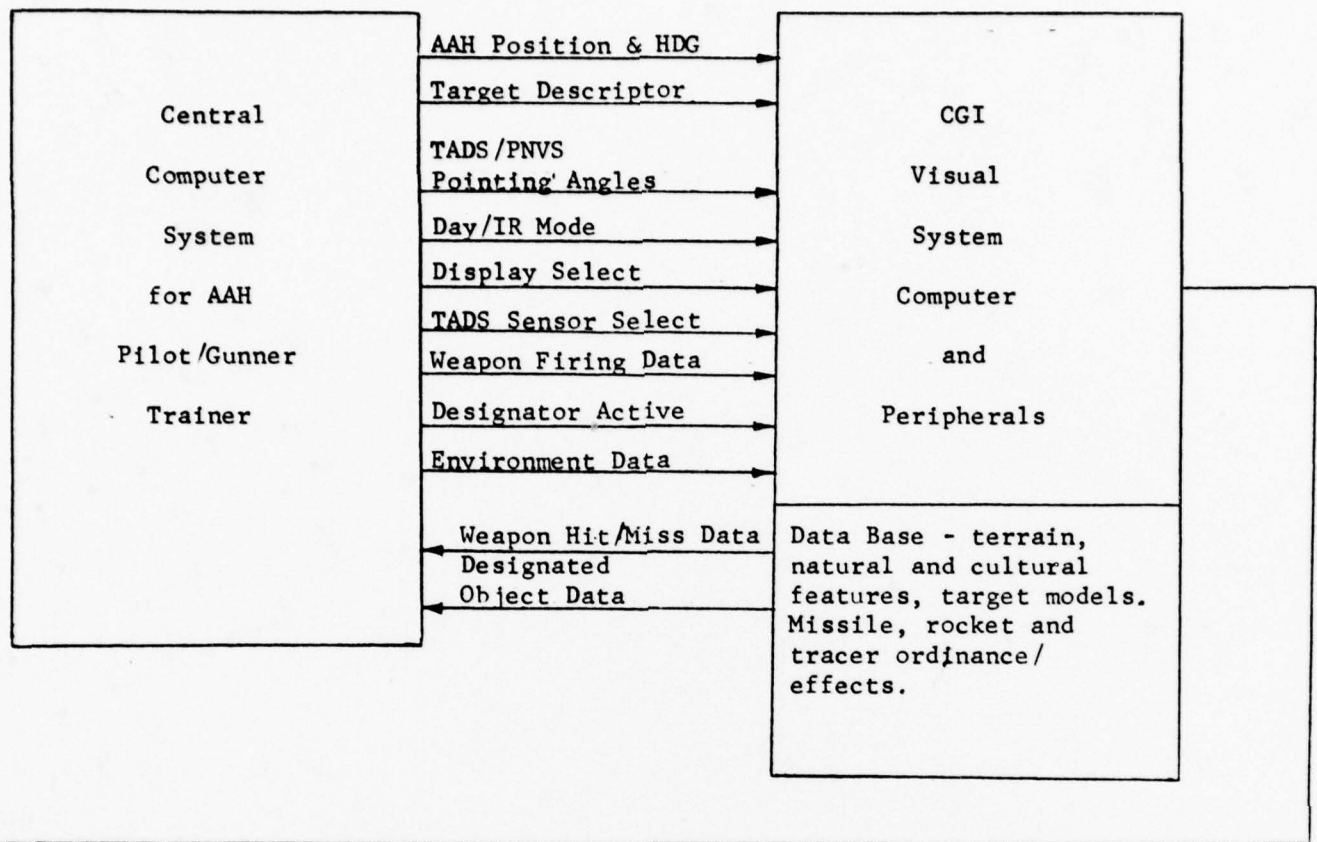 Central
Computer
System
for AAH
Pilot/Gunner
Trainer
AAH Position & HDG
Target Descriptor
TADS/PNVS
Pointing Angles
Day/IR Mode
Display Select
TADS Sensor Select
Weapon Firing Data
Designator Active
Environment Data
Weapon Hit/Miss Data
Designated
Object Data
CGI
Visual
System
Computer
and
Peripherals
Data Base - terrain,
natural and cultural
features, target models.
Missile, rocket and
tracer ordinance/
effects.